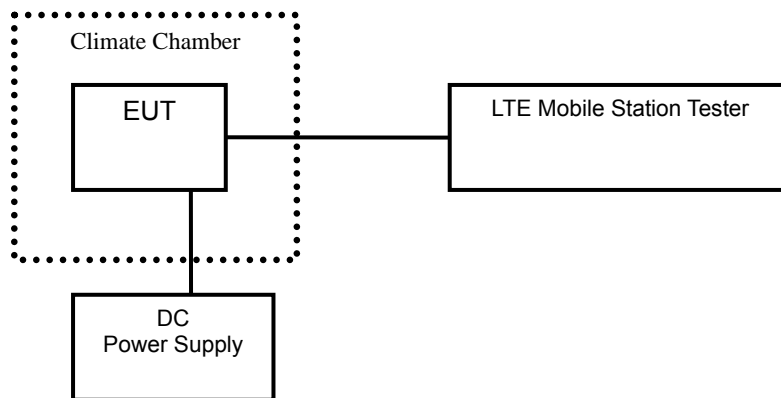 Climate Chamber
EUT
LTE Mobile Station Tester
DC
Power Supply